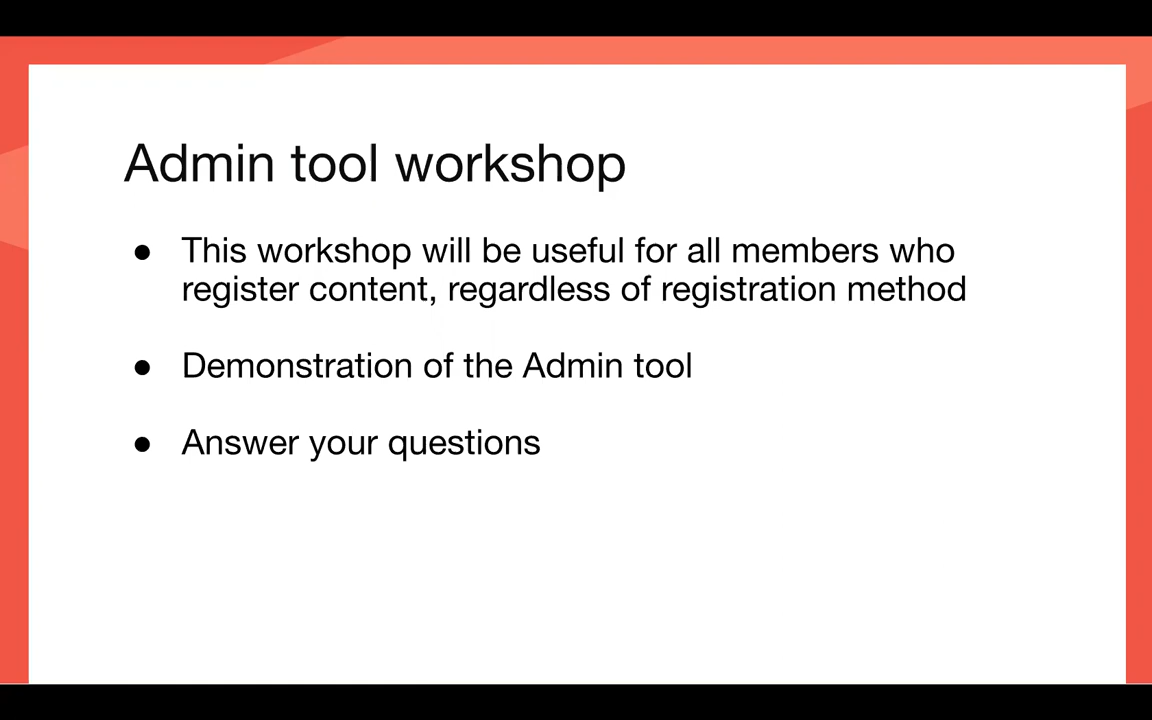 Admin tool workshop
● This workshop will be useful for all members who
register content, regardless of registration method
● Demonstration of the Admin tool
● Answer your questions